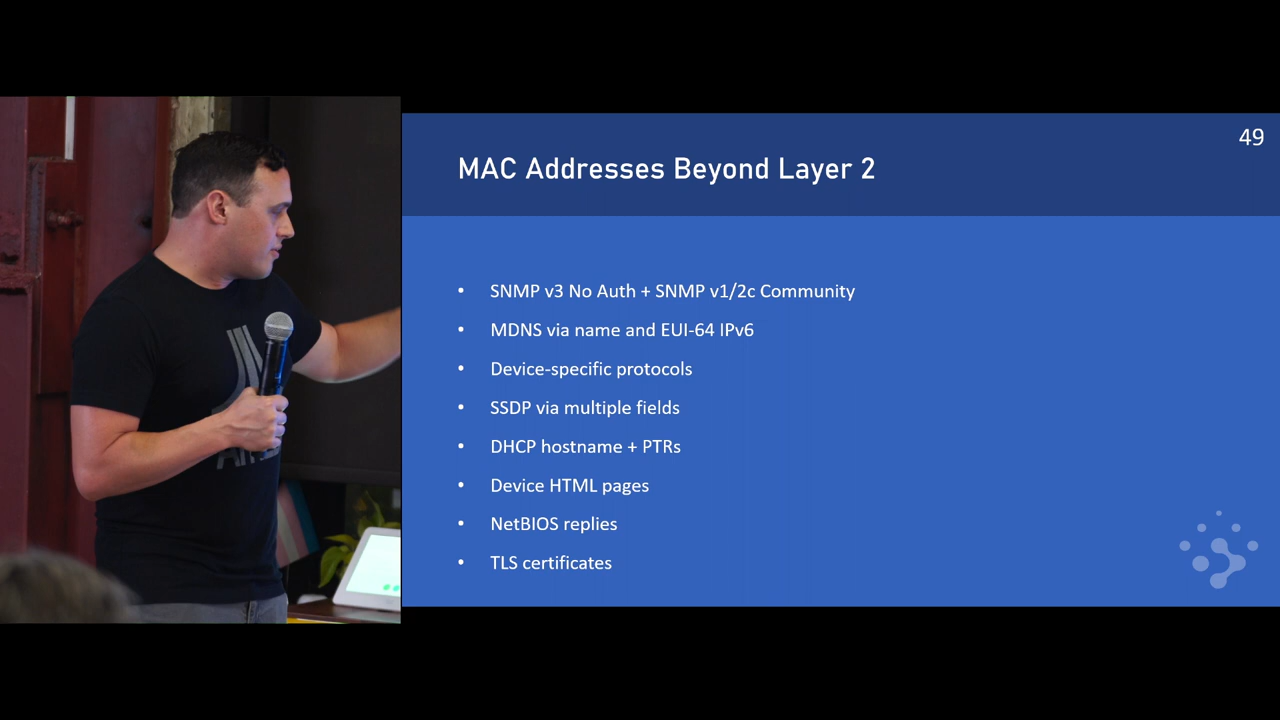 49
MAC Addresses Beyond Layer 2
• SNMP v3 No Auth + SNMP v1/2c Community
• MDNS via name and EUI-64 IPv6
• Device-specific protocols
• SSDP via multiple fields
• DHCP hostname + PTRs
• Device HTML pages
• NetBIOS replies
• TLS certificates